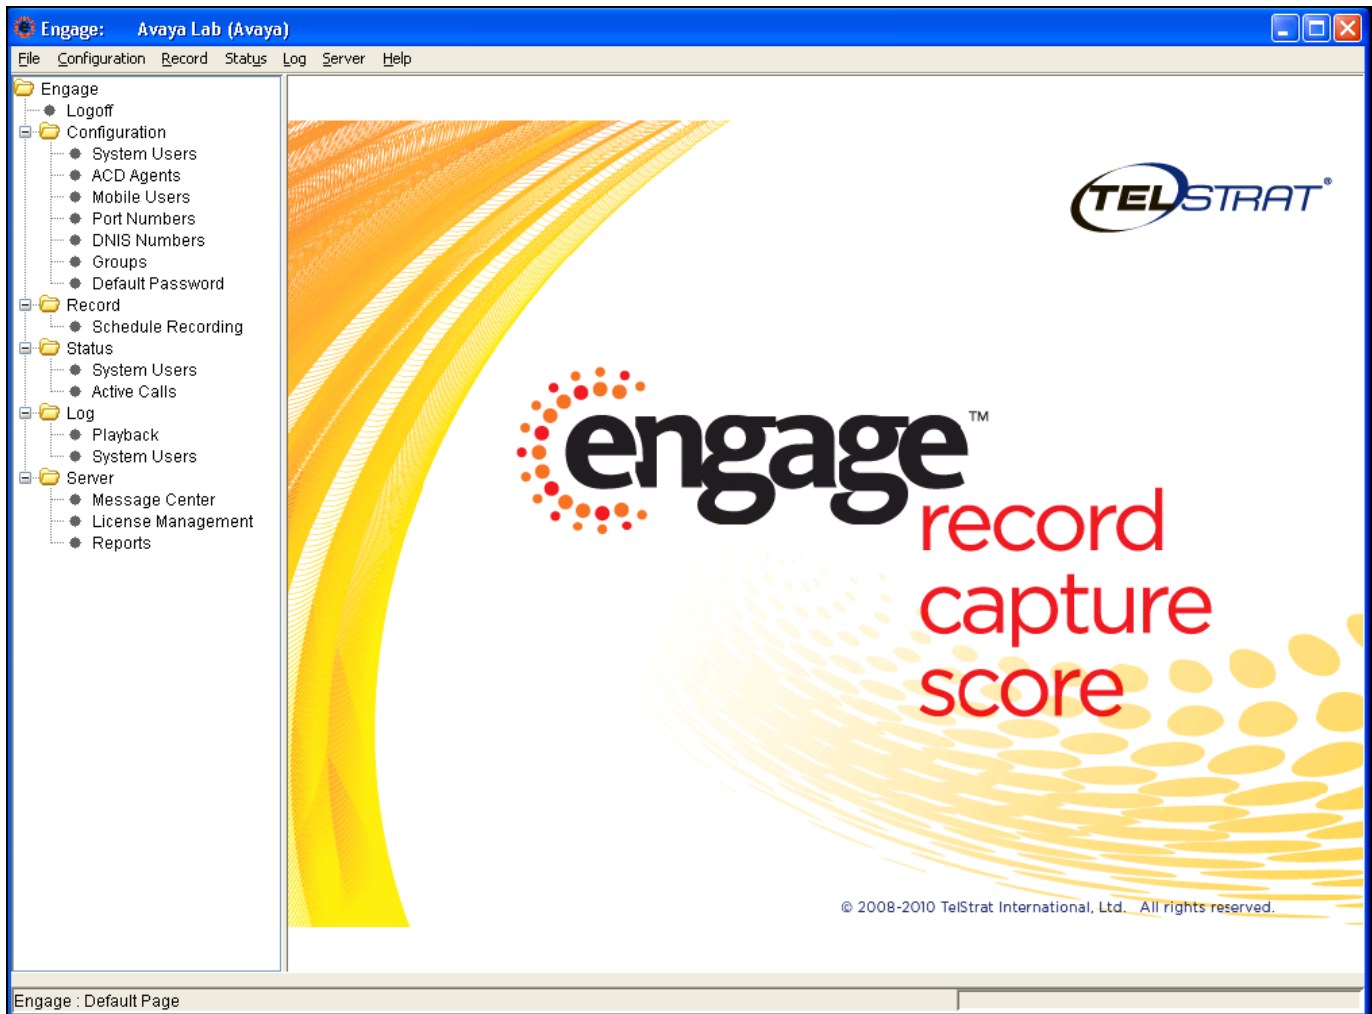 Engage: Avaya Lab (Avaya)
File Configuration Record Status Log Server Help
Engage
Logoff
Configuration
System Users
ACD Agents
Mobile Users
Port Numbers
DNIS Numbers
Groups
Default Password
Record
Schedule Recording
Status
System Users
Active Calls
Log
Playback
System Users
Server
Message Center
License Management
Reports
TELSTRAT®
engage™
record
capture
score
© 2008-2010 TelStrat International, Ltd. All rights reserved.
Engage : Default Page